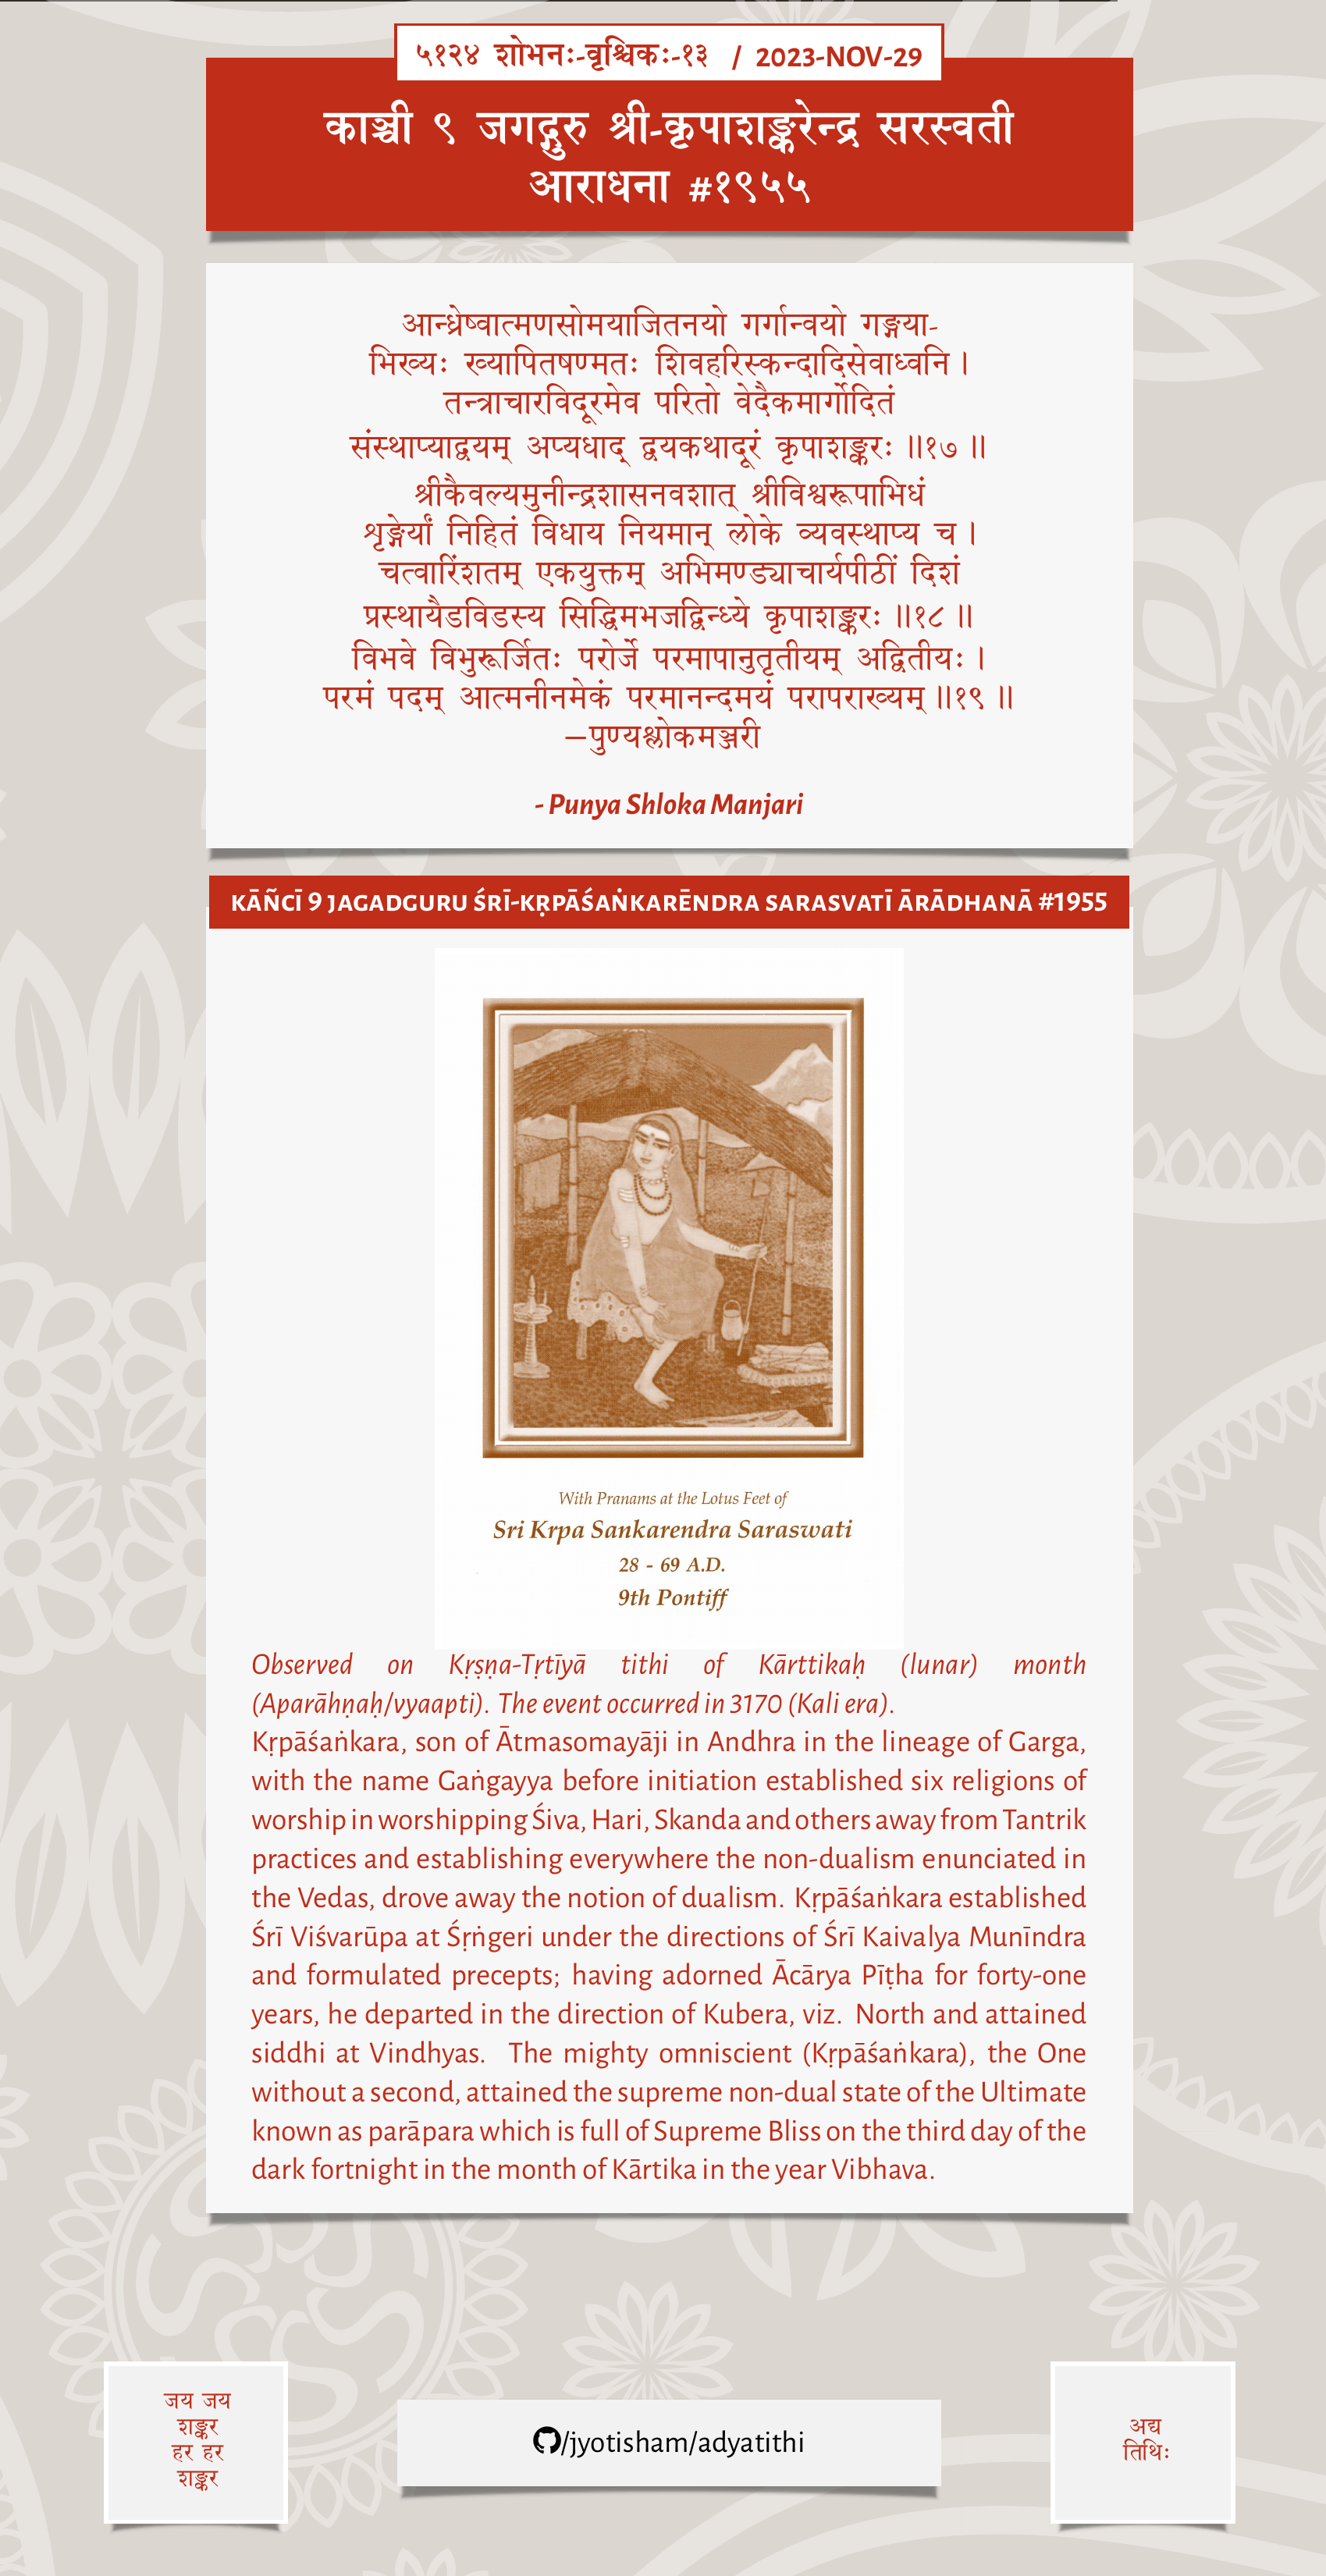 ५१२४ शोभनः-वृश्चिकः-१३ / 2023-NOV-29
काञ्ची ९ जगद्गुरु श्री-कृपाशङ्करेन्द्र सरस्वती
आराधना #१९५५
आन्ध्रेष्वात्मणसोमयाजितनयो गर्गान्वयो गङ्गया-
भिख्यः ख्यापितषण्मतः शिवहरिस्कन्दादिसेवाध्वनि।
तन्त्राचारविदूरमेव परितो वेदैकमार्गोदितं
संस्थाप्याद्वयम् अप्यधाद् द्वयकथादूरं कृपाशङ्करः॥१७॥
श्रीकैवल्यमुनीन्द्रशासनवशात् श्रीविश्वरूपाभिधं
शृङ्गेर्यां निहितं विधाय नियमान् लोके व्यवस्थाप्य च।
चत्वारिंशतम् एकयुक्तम् अभिमण्ड्याचार्यपीठीं दिशं
प्रस्थायैडविडस्य सिद्धिमभजद्विन्ध्ये कृपाशङ्करः॥१८॥
विभवे विभुरूर्जितः परोर्जे परमापानुतृतीयम् अद्वितीयः।
परमं पदम् आत्मनीनमेकं परमानन्दमयं परापराख्यम्॥१९॥
—पुण्यश्लोकमञ्जरी
- Punya Shloka Manjari
KĀÑCĪ 9 JAGADGURU ŚRĪ-KṚPĀŚAṄKARĒNDRA SARASVATĪ ĀRĀDHANĀ #1955
With Pranams at the Lotus Feet of
Sri Krpa Sankarendra Saraswati
28 - 69 A.D.
9th Pontiff
Observed on Kṛṣṇa-Tṛtīyā tithi of Kārttikaḥ (lunar) month
(Aparāhṇaḥ/vyaapti). The event occurred in 3170 (Kali era).
Kṛpāśaṅkara, son of Ātmasomayāji in Andhra in the lineage of Garga,
with the name Gaṅgayya before initiation established six religions of
worship in worshipping Śiva, Hari, Skanda and others away from Tantrik
practices and establishing everywhere the non-dualism enunciated in
the Vedas, drove away the notion of dualism. Kṛpāśaṅkara established
Śrī Viśvarūpa at Śṛṅgeri under the directions of Śrī Kaivalya Munīndra
and formulated precepts; having adorned Ācārya Pīṭha for forty-one
years, he departed in the direction of Kubera, viz. North and attained
siddhi at Vindhyas. The mighty omniscient (Kṛpāśaṅkara), the One
without a second, attained the supreme non-dual state of the Ultimate
known as parāpara which is full of Supreme Bliss on the third day of the
dark fortnight in the month of Kārtika in the year Vibhava.
जय जय
शङ्कर
हर हर
शङ्कर
/jyotisham/adyatithi
अद्य
तिथिः